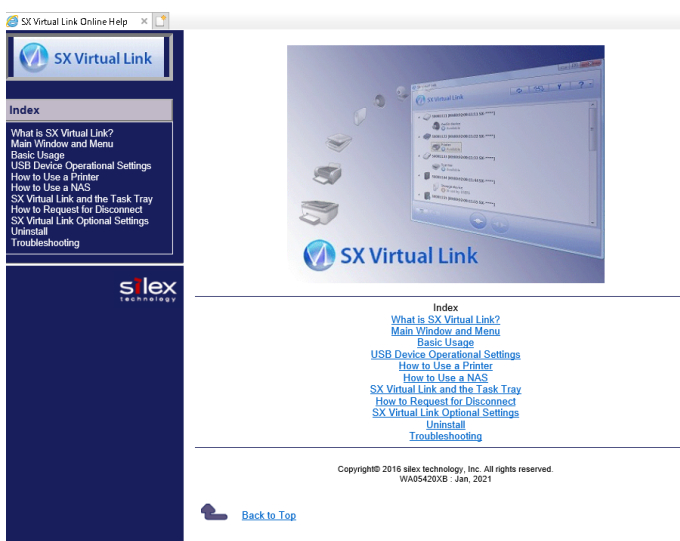 SX Virtual Link Online Help
SX Virtual Link
Index
What is SX Virtual Link?
Main Window and Menu
Basic Usage
USB Device Operational Settings
How to Use a Printer
How to Use a NAS
SX Virtual Link and the Task Tray
How to Request for Disconnect
SX Virtual Link Optional Settings
Uninstall
Troubleshooting
silex
technology
SX Virtual Link
SX Virtual Link
Index
What is SX Virtual Link?
Main Window and Menu
Basic Usage
USB Device Operational Settings
How to Use a Printer
How to Use a NAS
SX Virtual Link and the Task Tray
How to Request for Disconnect
SX Virtual Link Optional Settings
Uninstall
Troubleshooting
Copyright© 2016 silex technology, Inc. All rights reserved.
WA05420XB : Jan, 2021
Back to Top